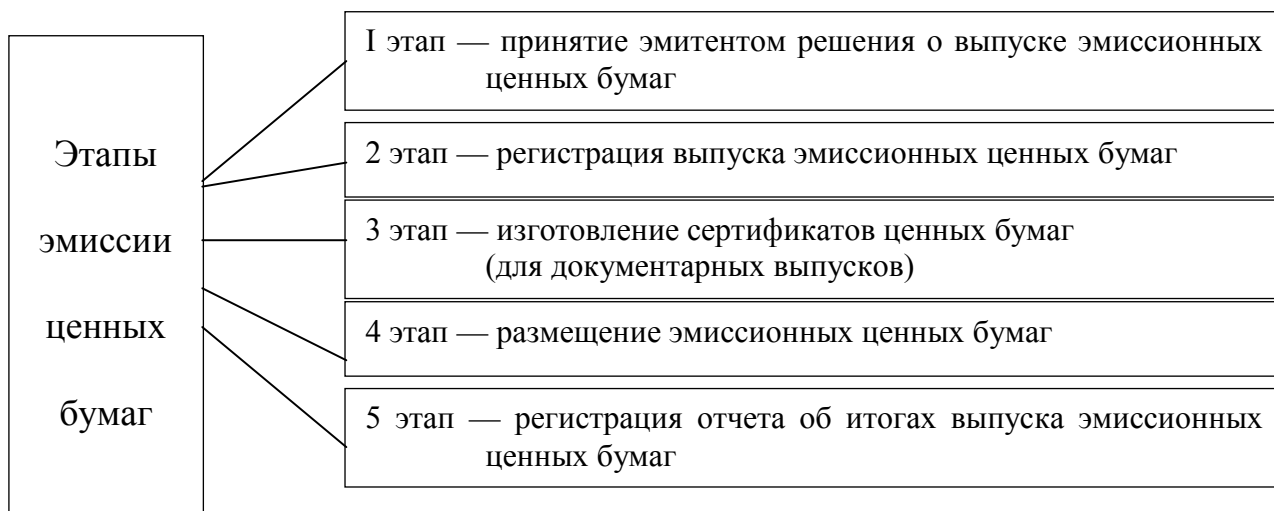 Этапы
эмиссии
ценных
бумаг
I этап — принятие эмитентом решения о выпуске эмиссионных
ценных бумаг
2 этап — регистрация выпуска эмиссионных ценных бумаг
3 этап — изготовление сертификатов ценных бумаг
(для документарных выпусков)
4 этап — размещение эмиссионных ценных бумаг
5 этап — регистрация отчета об итогах выпуска эмиссионных
ценных бумаг